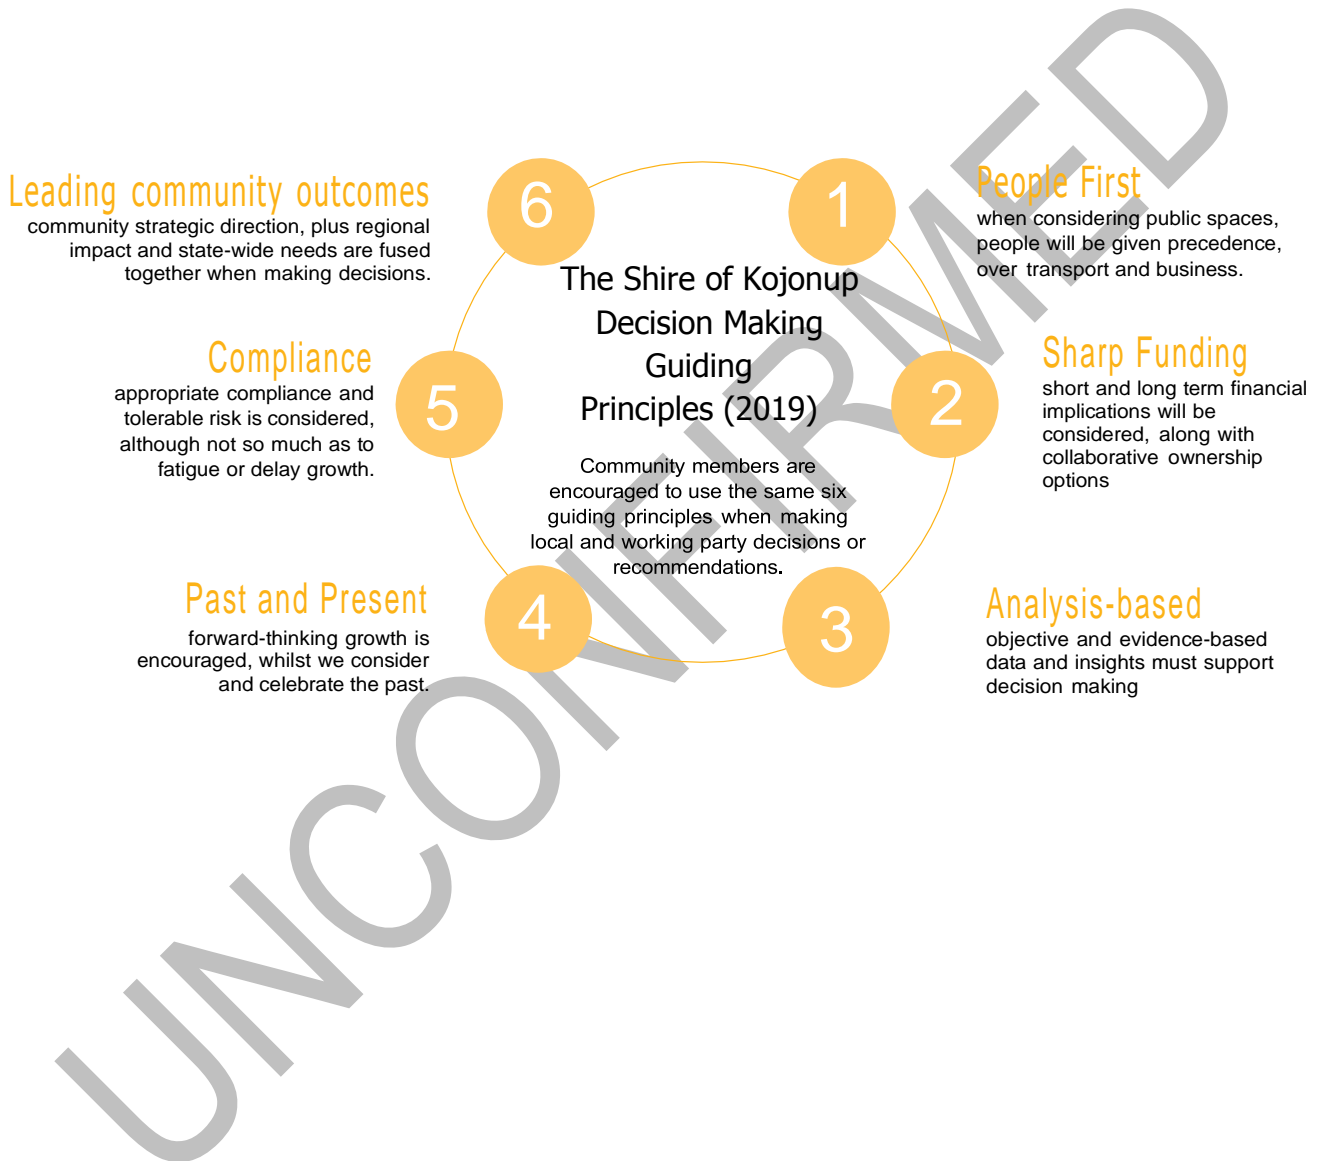 The Shire of Kojonup
Decision Making
Guiding
Principles (2019)
Community members are
encouraged to use the same six
guiding principles when making
local and working party decisions or
recommendations.
1
People First
when considering public spaces,
people will be given precedence,
over transport and business.
2
Sharp Funding
short and long term financial
implications will be
considered, along with
collaborative ownership
options
3
Analysis-based
objective and evidence-based
data and insights must support
decision making
4
Past and Present
forward-thinking growth is
encouraged, whilst we consider
and celebrate the past.
5
Compliance
appropriate compliance and
tolerable risk is considered,
although not so much as to
fatigue or delay growth.
6
Leading community outcomes
community strategic direction, plus regional
impact and state-wide needs are fused
together when making decisions.
UNCONFIRMED